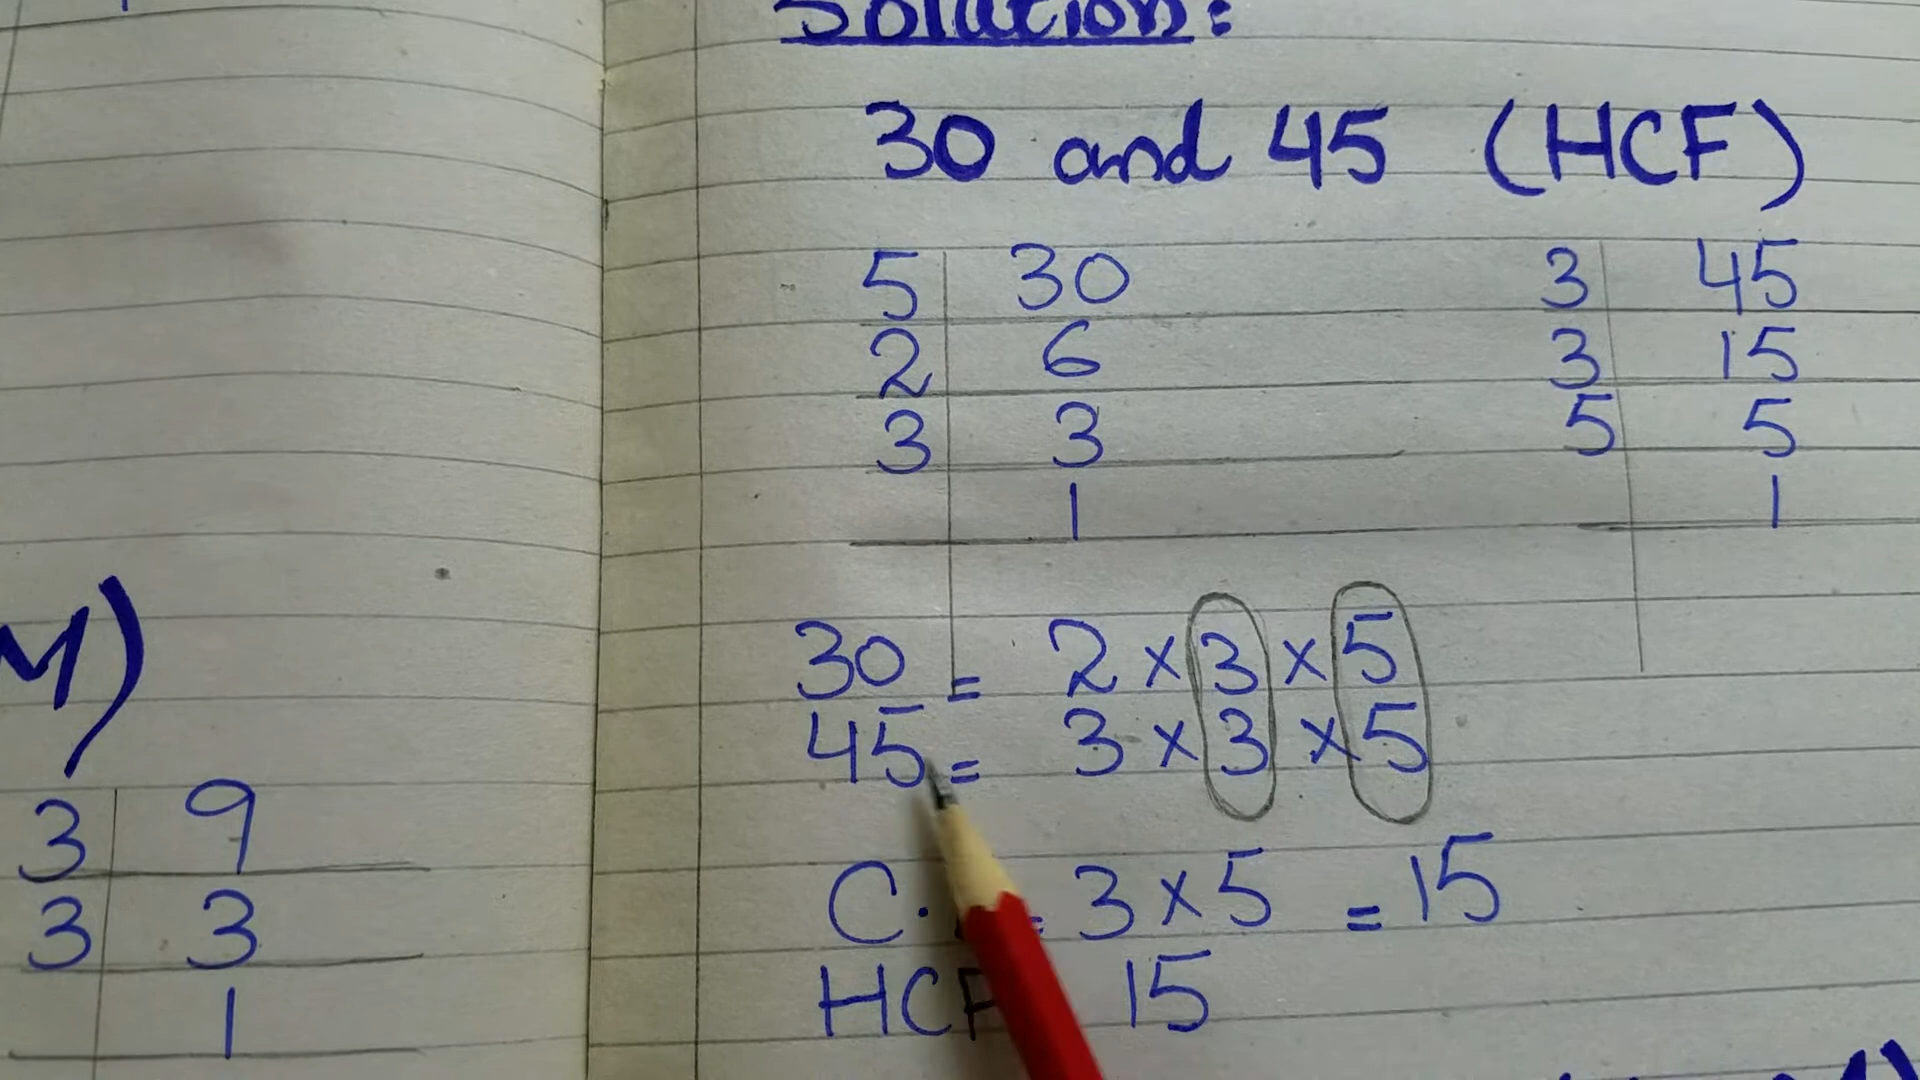 Solution:
30 and 45 (HCF)
5 30
2 6
3 3
1
3 45
3 15
5 5
1
30 = 2 × 3 × 5
45 = 3 × 3 × 5
C. = 3 × 5 = 15
HCF 15
M)
3 9
3 3
1